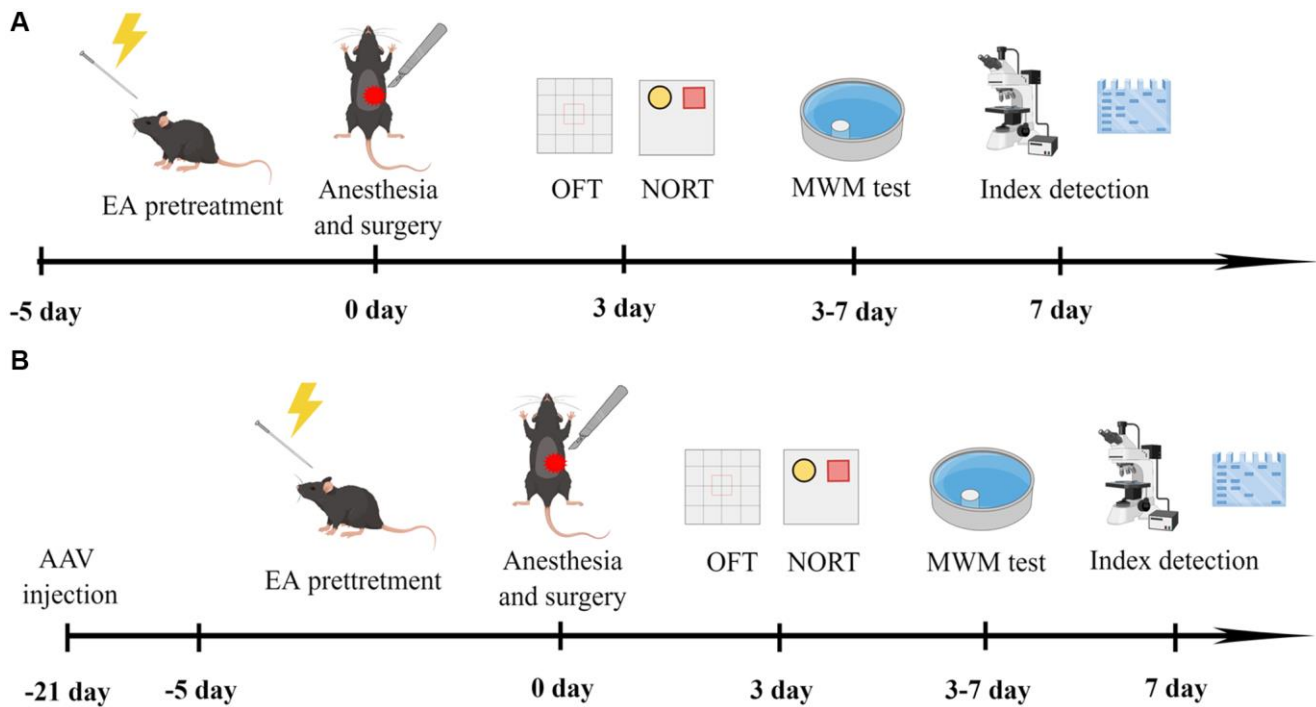 A
EA pretreatment
Anesthesia
and surgery
OFT
NORT
MWM test
Index detection
-5 day
0 day
3 day
3-7 day
7 day
B
AAV
injection
EA prettretment
Anesthesia
and surgery
OFT
NORT
MWM test
Index detection
-21 day
-5 day
0 day
3 day
3-7 day
7 day